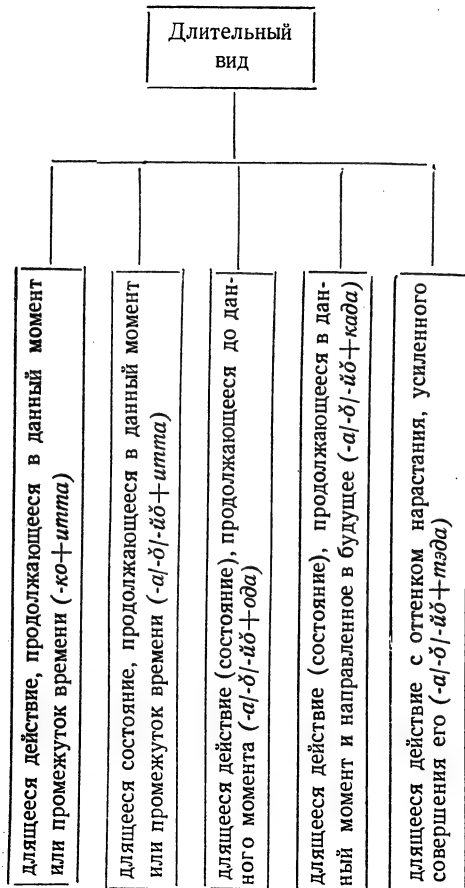 Длительный
вид
длящееся действие, продолжающееся в данный момент
или промежуток времени (-ко+итта)
длящееся состояние, продолжающееся в данный момент
или промежуток времени (-а/-ŏ/-йŏ+итта)
длящееся действие (состояние), продолжающееся до дан-
ного момента (-а/-ŏ/-йŏ+ода)
длящееся действие (состояние), продолжающееся в дан-
ный момент и направленное в будущее (-а/-ŏ/-йŏ+када)
длящееся действие с оттенком нарастания, усиленного
совершения его (-а/-ŏ/-йŏ+тэда)